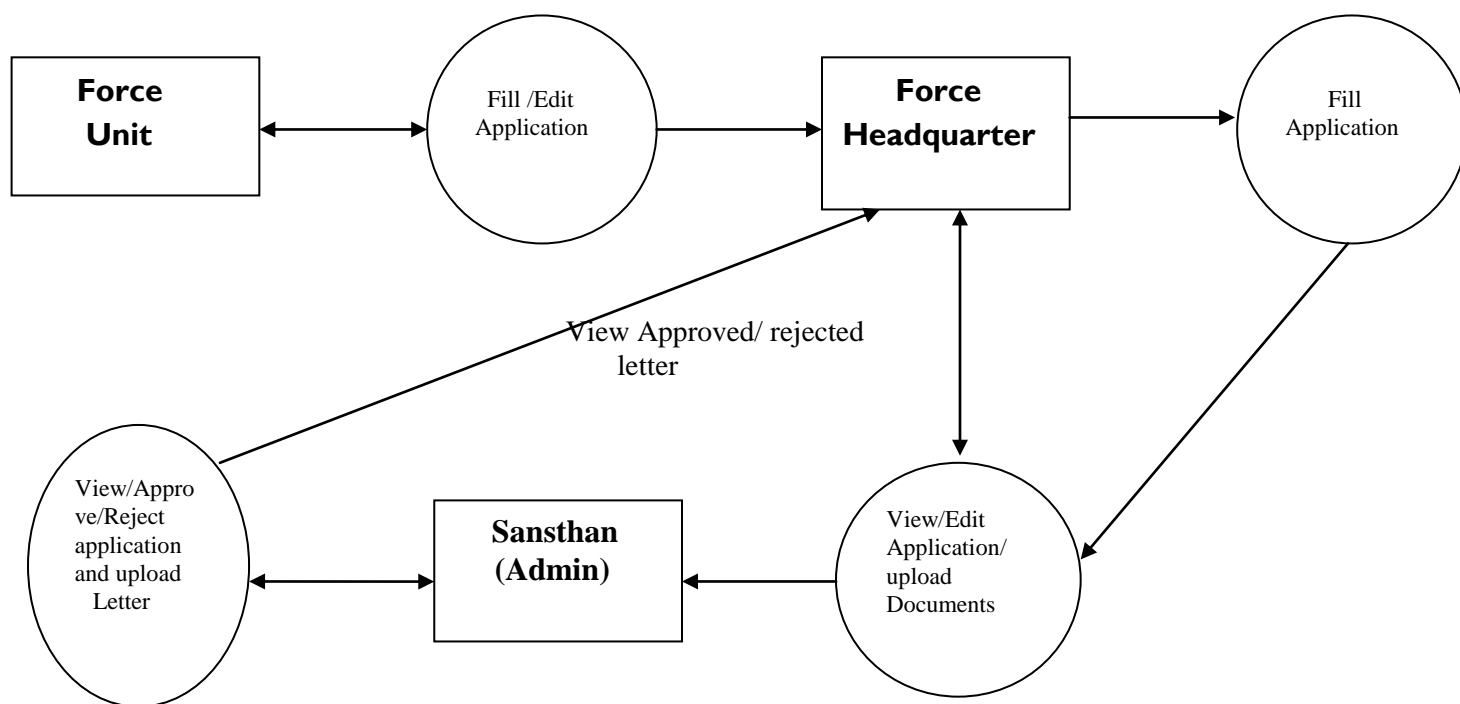 Force
Unit
Fill /Edit
Application
Force
Headquarter
Fill
Application
View Approved/ rejected
letter
View/Appro
ve/Reject
application
and upload
Letter
Sansthan
(Admin)
View/Edit
Application/
upload
Documents